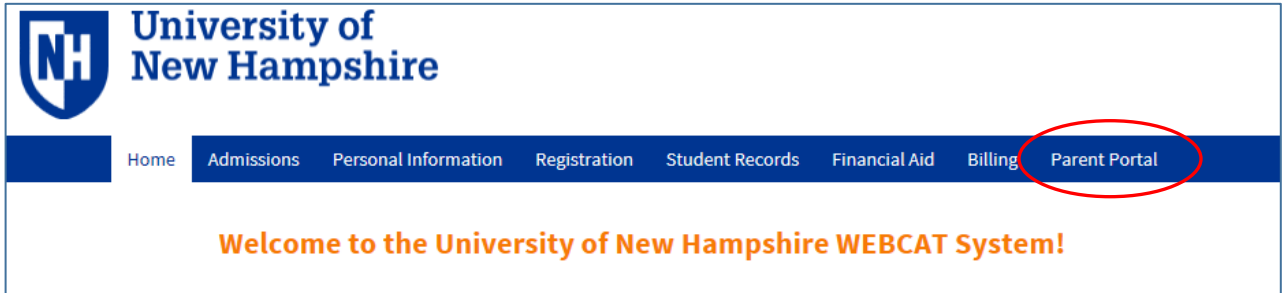 NH
University of
New Hampshire
Home Admissions Personal Information Registration Student Records Financial Aid Billing Parent Portal
Welcome to the University of New Hampshire WEBCAT System!